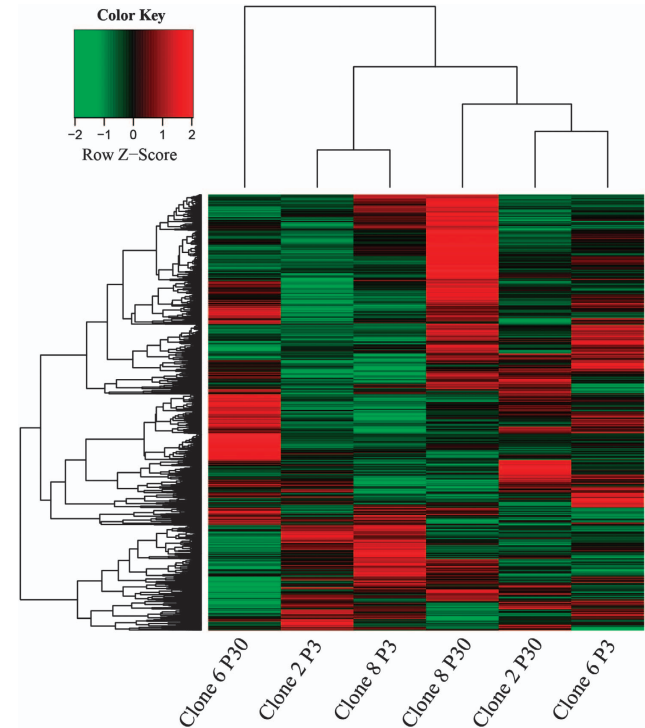 Color Key
−2 −1 0 1 2
Row Z−Score
Clone 6 P30
Clone 2 P3
Clone 8 P3
Clone 8 P30
Clone 2 P30
Clone 6 P3